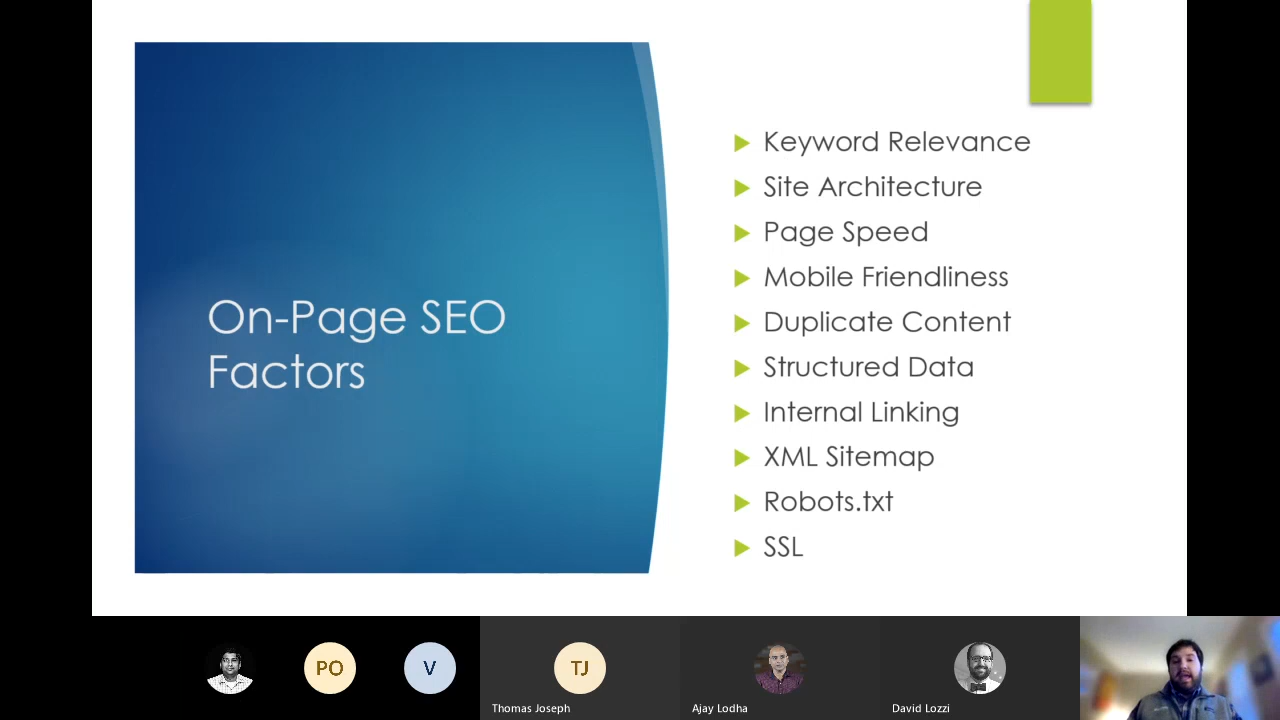 On-Page SEO
Factors
Keyword Relevance
Site Architecture
Page Speed
Mobile Friendliness
Duplicate Content
Structured Data
Internal Linking
XML Sitemap
Robots.txt
SSL
PO
V
TJ
Thomas Joseph
Ajay Lodha
David Lozzi